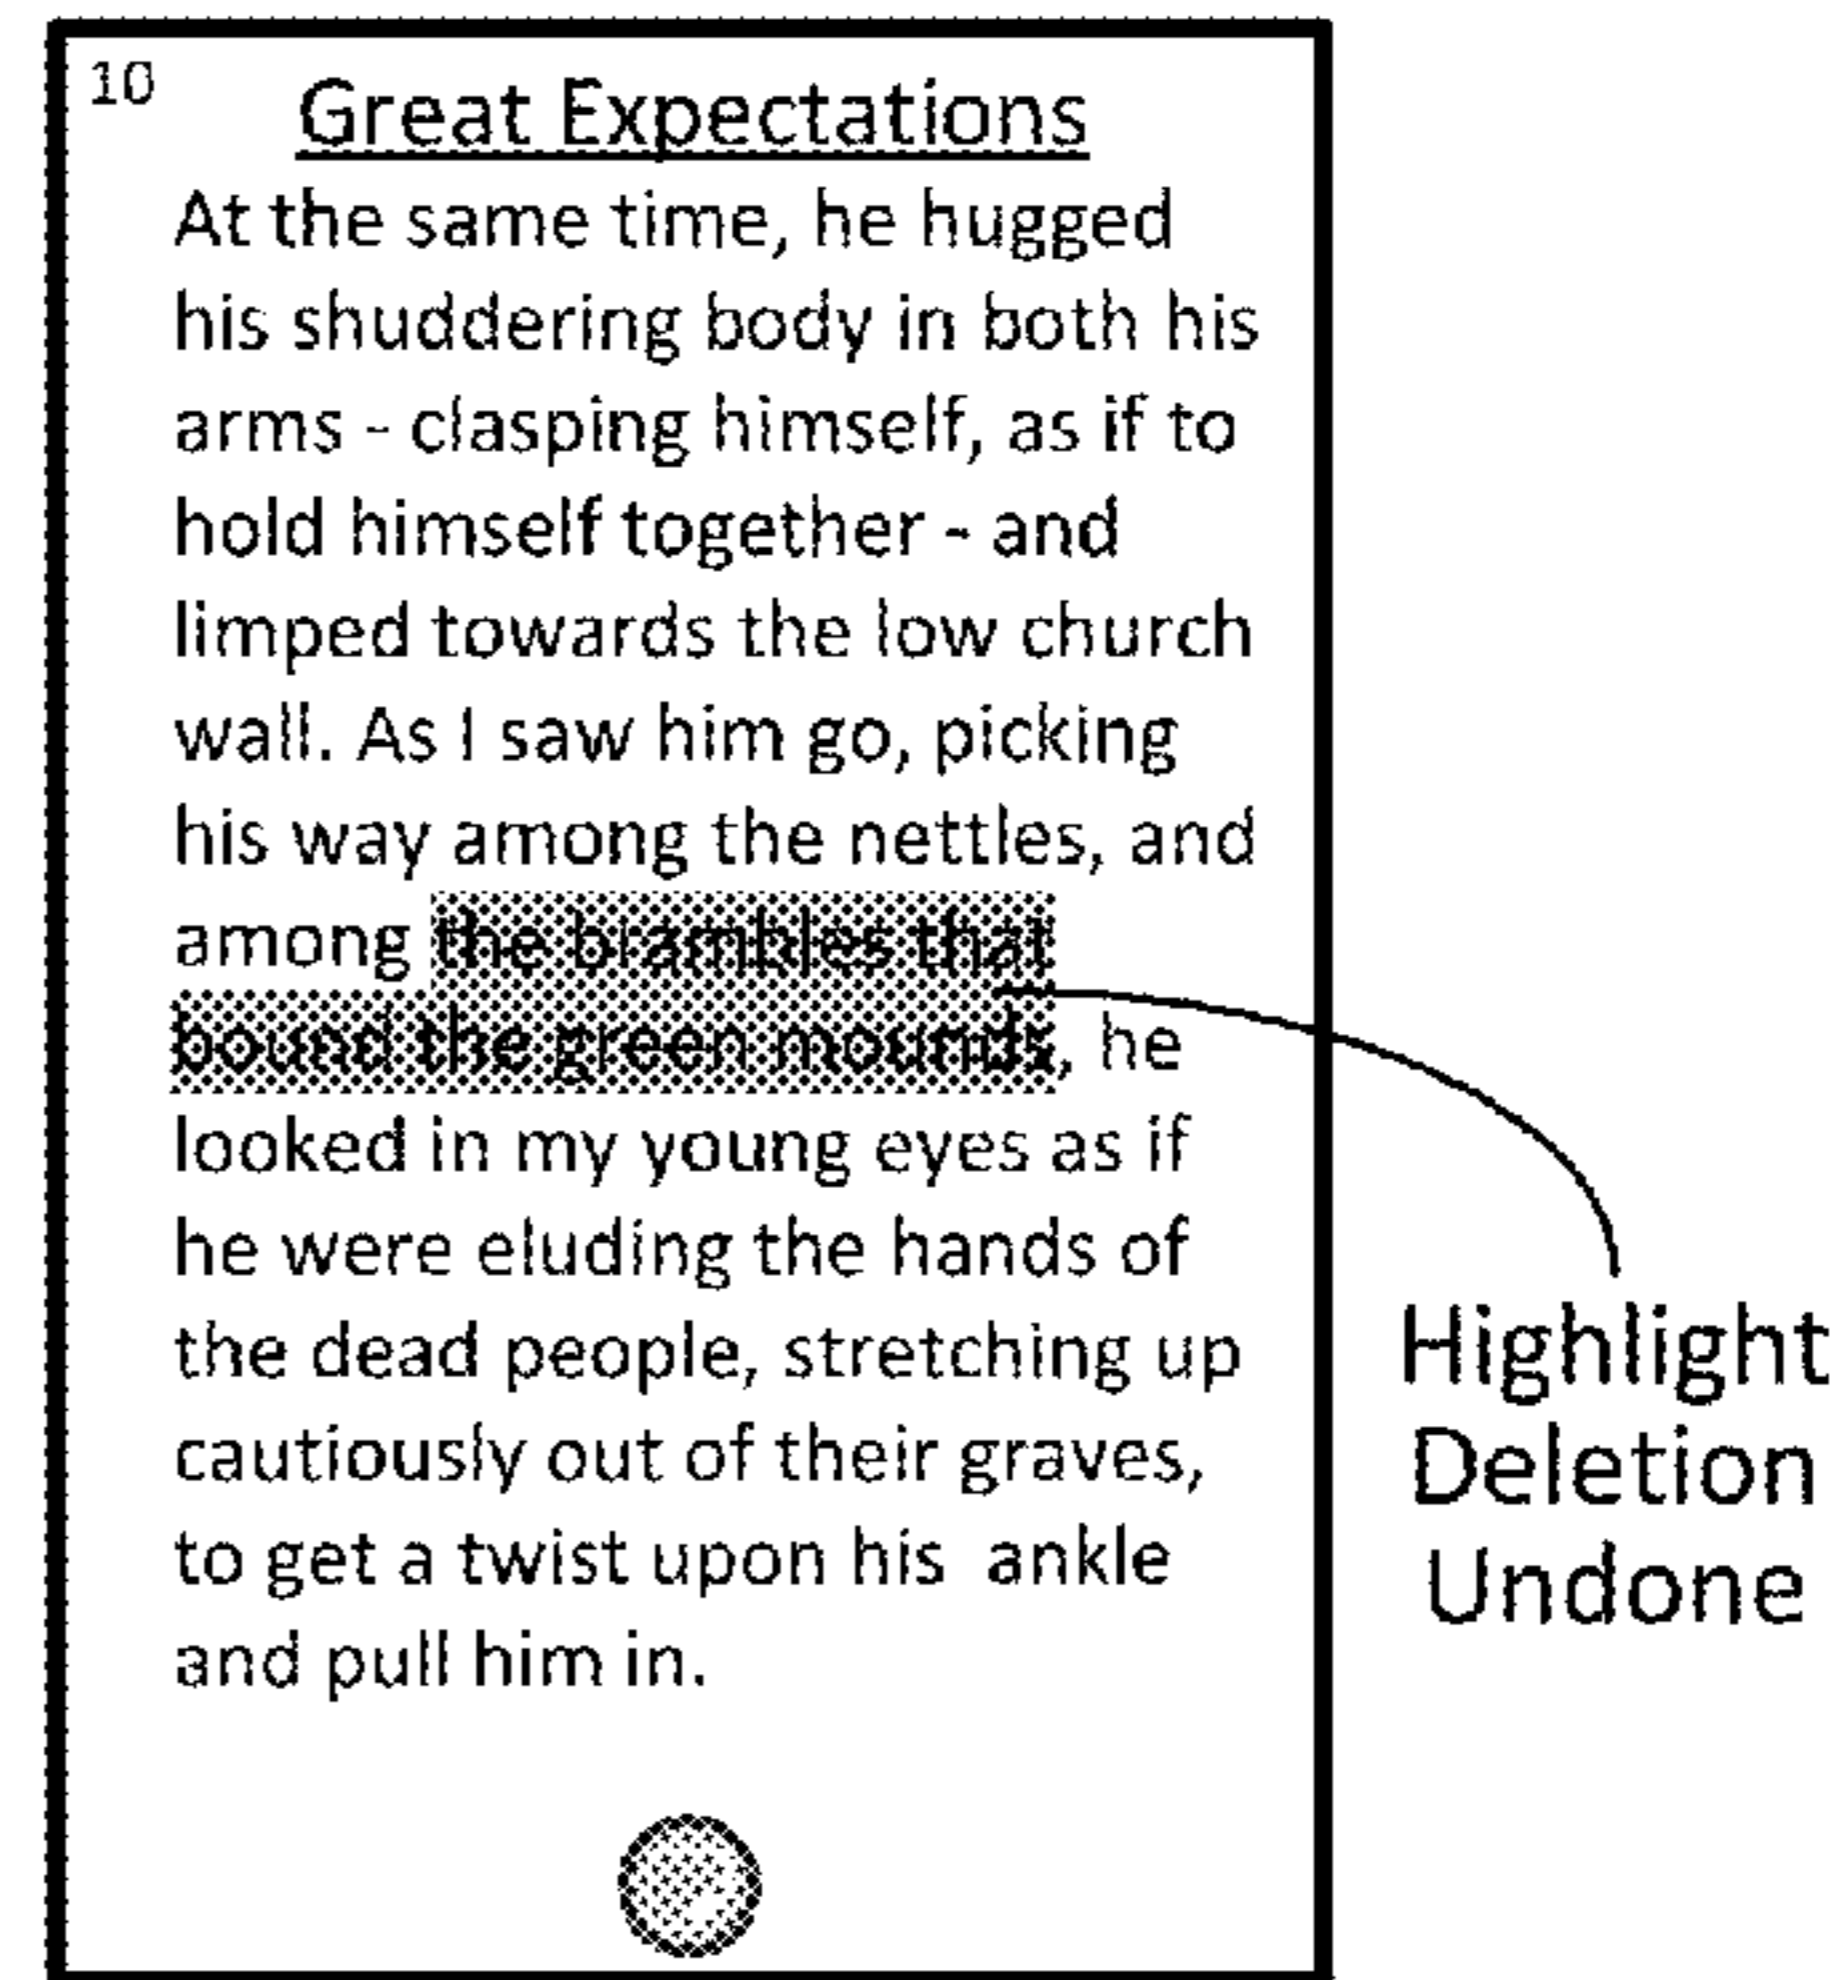 10
Great Expectations
At the same time, he hugged
his shuddering body in both his
arms - clasping himself, as if to
hold himself together - and
limped towards the low church
wall. As I saw him go, picking
his way among the nettles, and
among the brambles that
bound the green mounds, he
looked in my young eyes as if
he were eluding the hands of
the dead people, stretching up
cautiously out of their graves,
to get a twist upon his ankle
and pull him in.
Highlight
Deletion
Undone